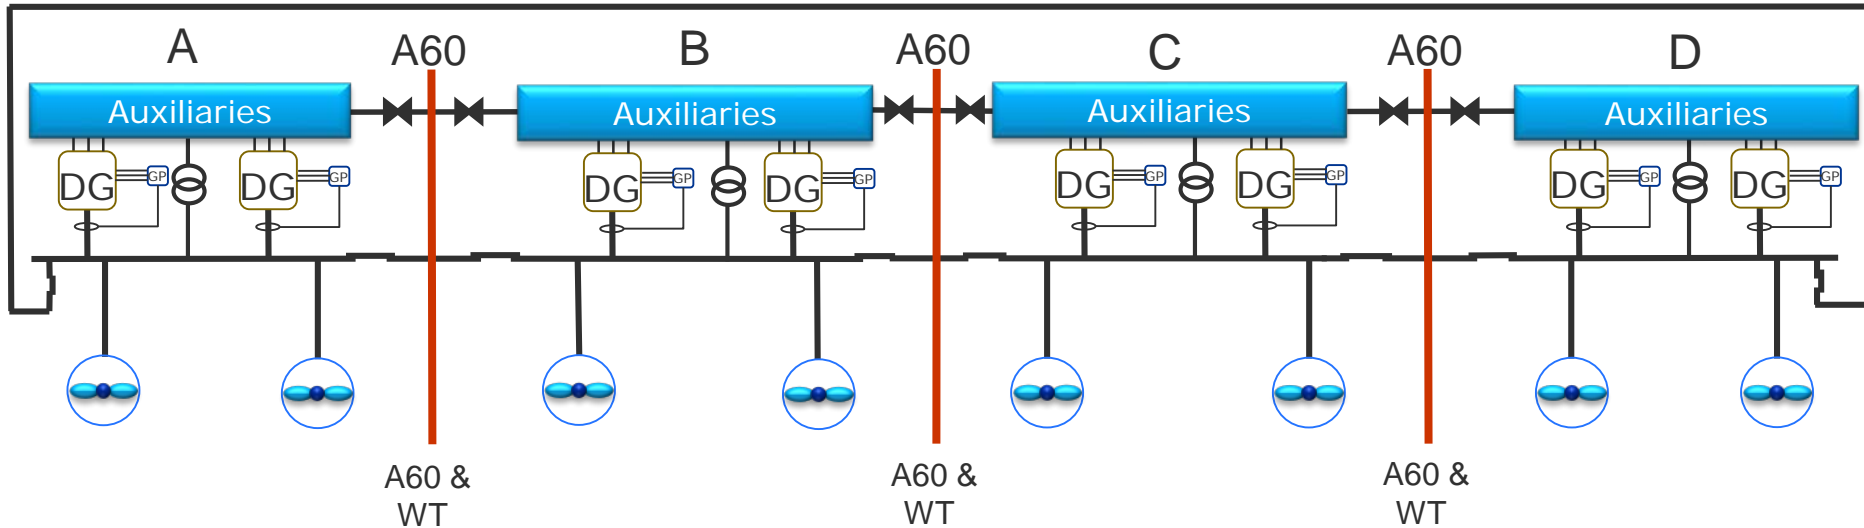 A A60 B A60 C A60 D
Auxiliaries Auxiliaries Auxiliaries Auxiliaries
DG GP DG GP DG GP DG GP DG GP DG GP DG GP DG GP
A60 & A60 & A60 &
WT WT WT